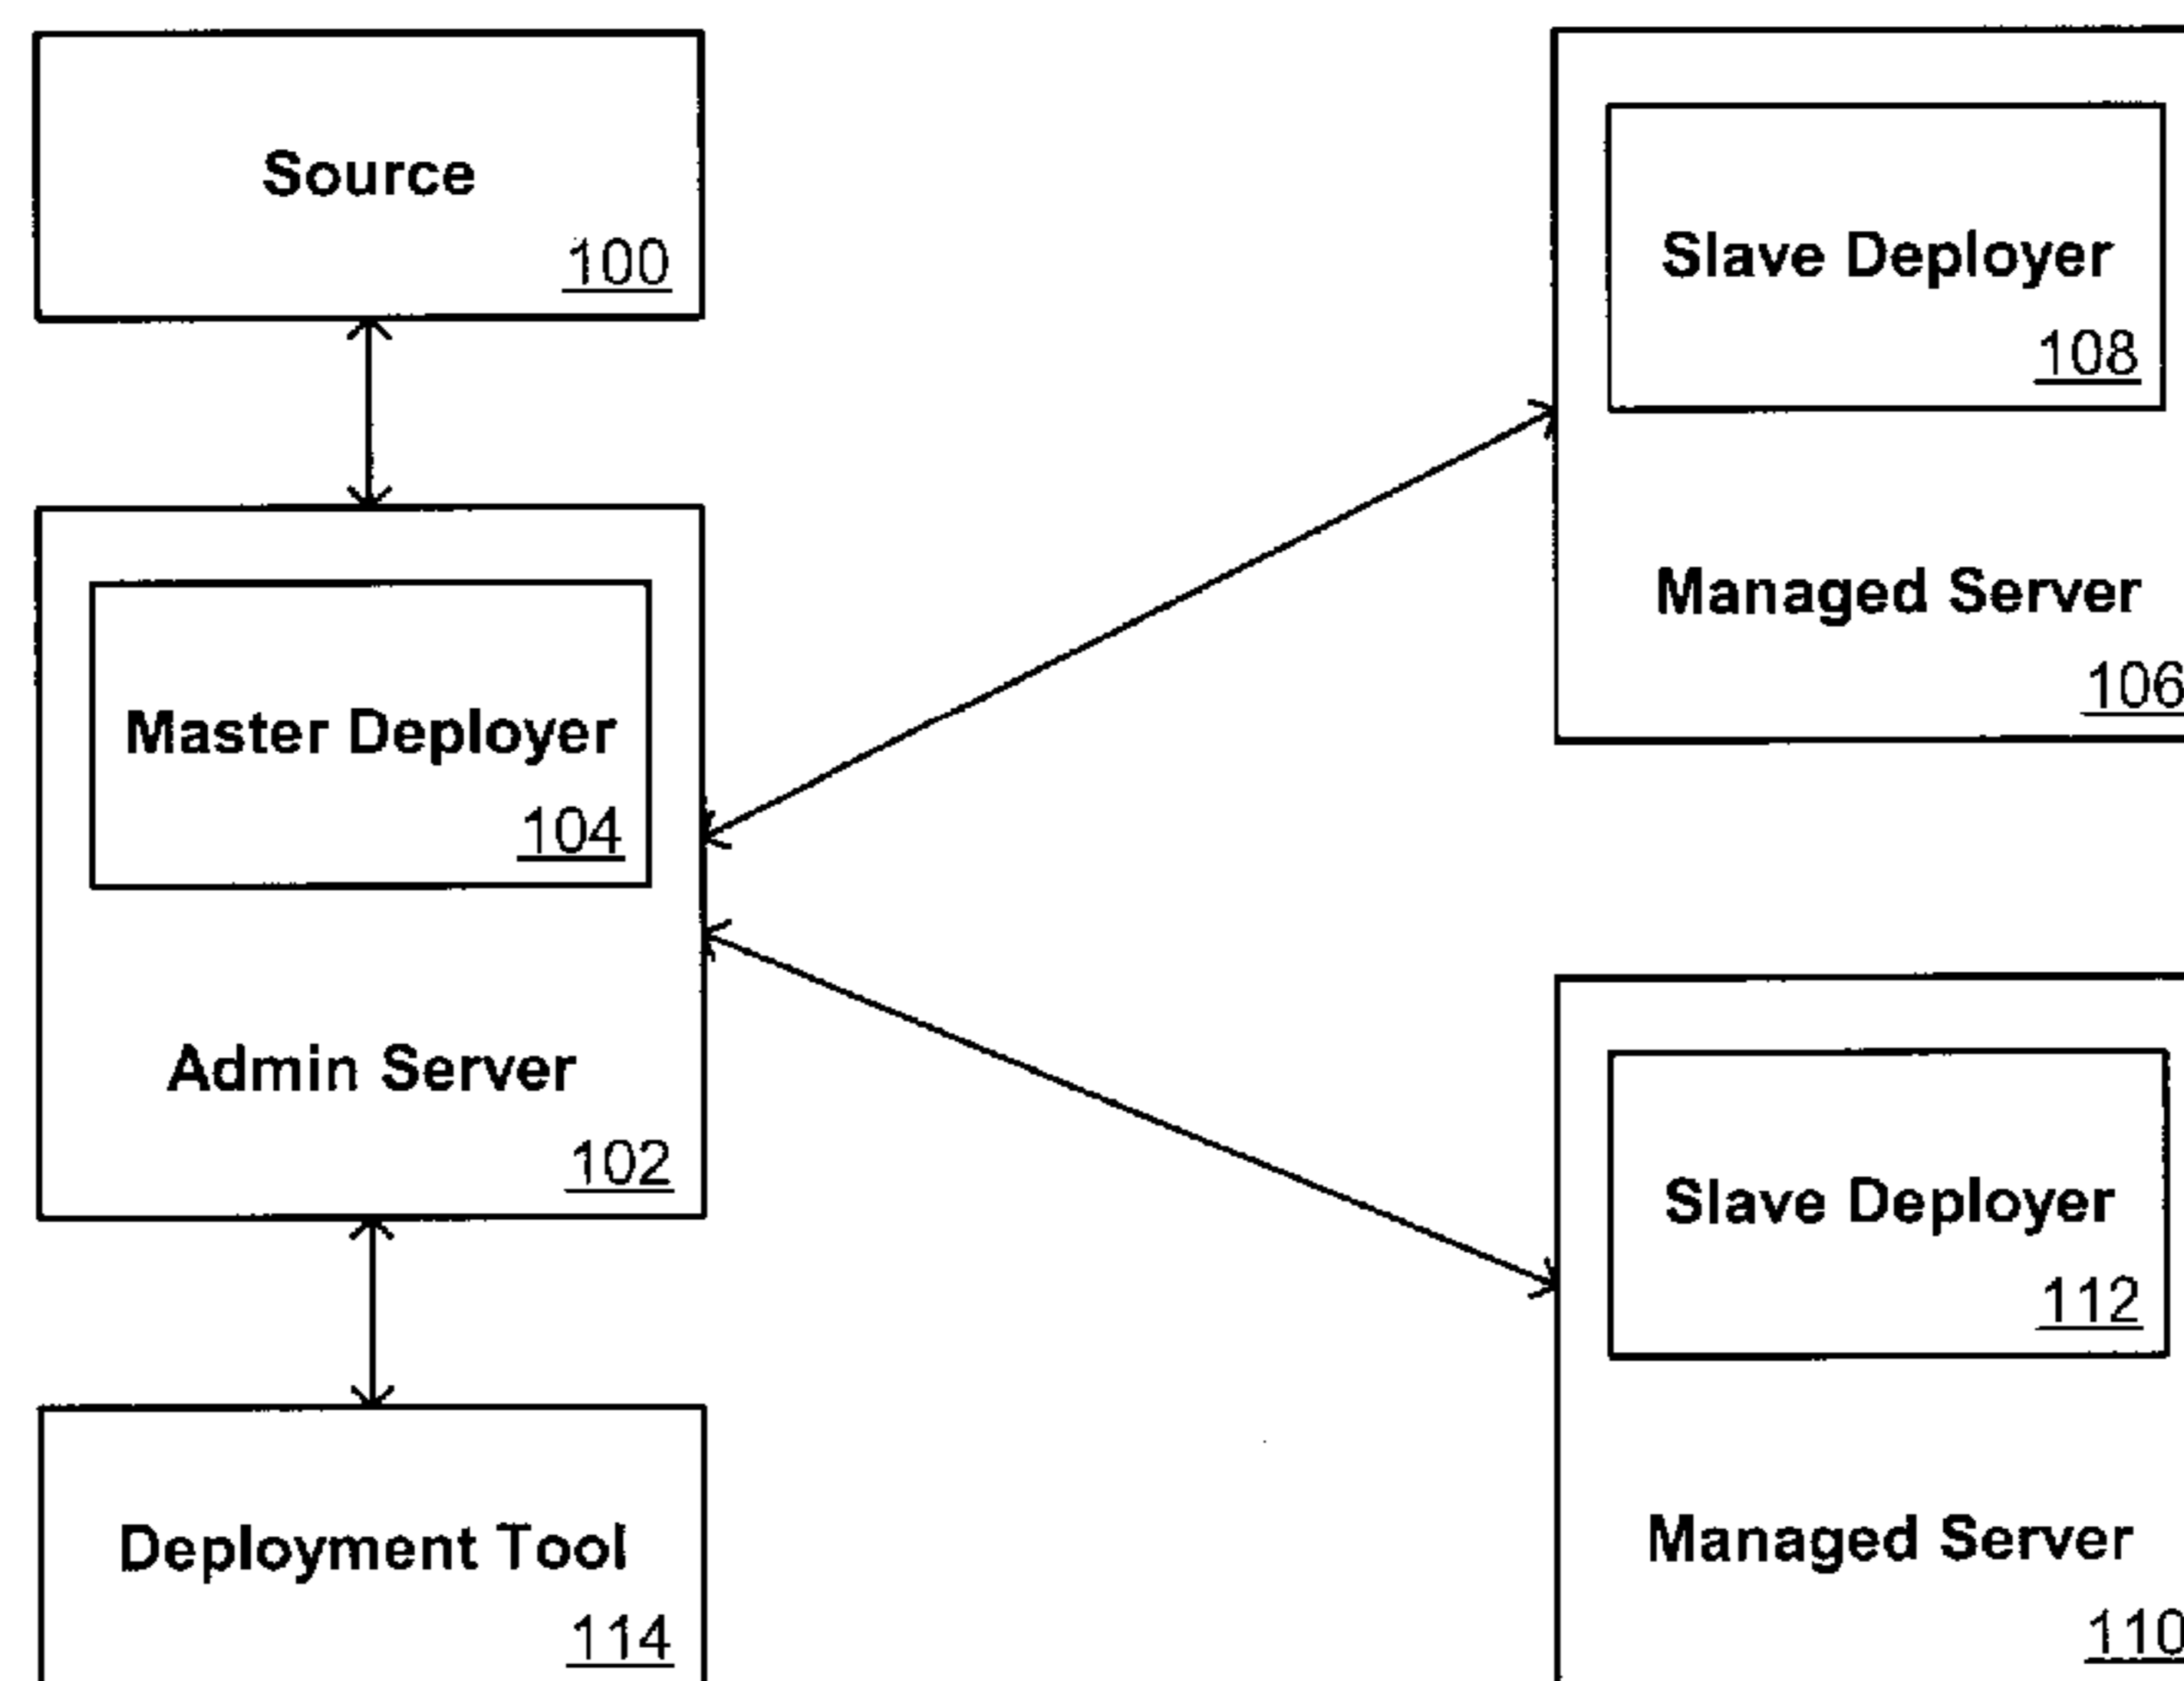 Source
100
Master Deployer
104
Admin Server
102
Deployment Tool
114
Slave Deployer
108
Managed Server
106
Slave Deployer
112
Managed Server
110